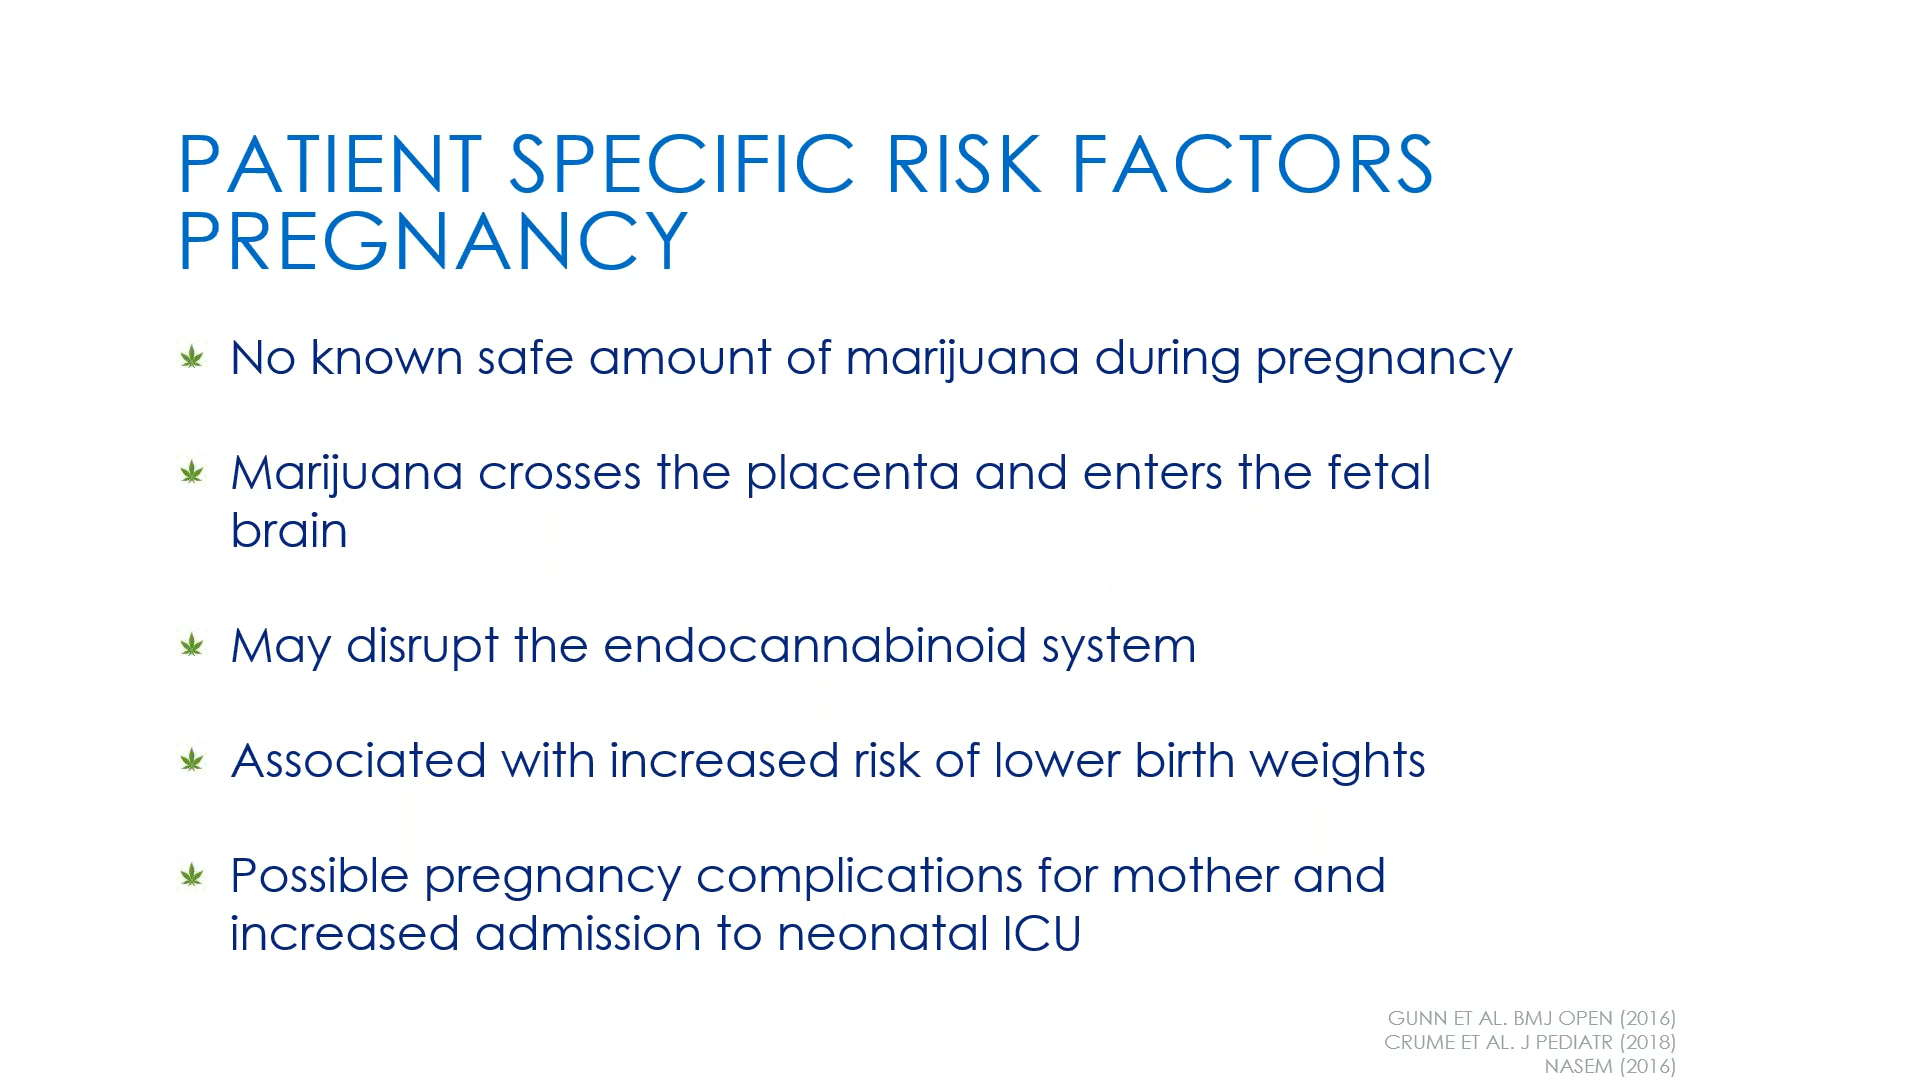 PATIENT SPECIFIC RISK FACTORS
PREGNANCY
No known safe amount of marijuana during pregnancy
Marijuana crosses the placenta and enters the fetal
brain
May disrupt the endocannabinoid system
Associated with increased risk of lower birth weights
Possible pregnancy complications for mother and
increased admission to neonatal ICU
GUNN ET AL. BMJ OPEN (2016)
CRUME ET AL. J PEDIATR (2018)
NASEM (2016)